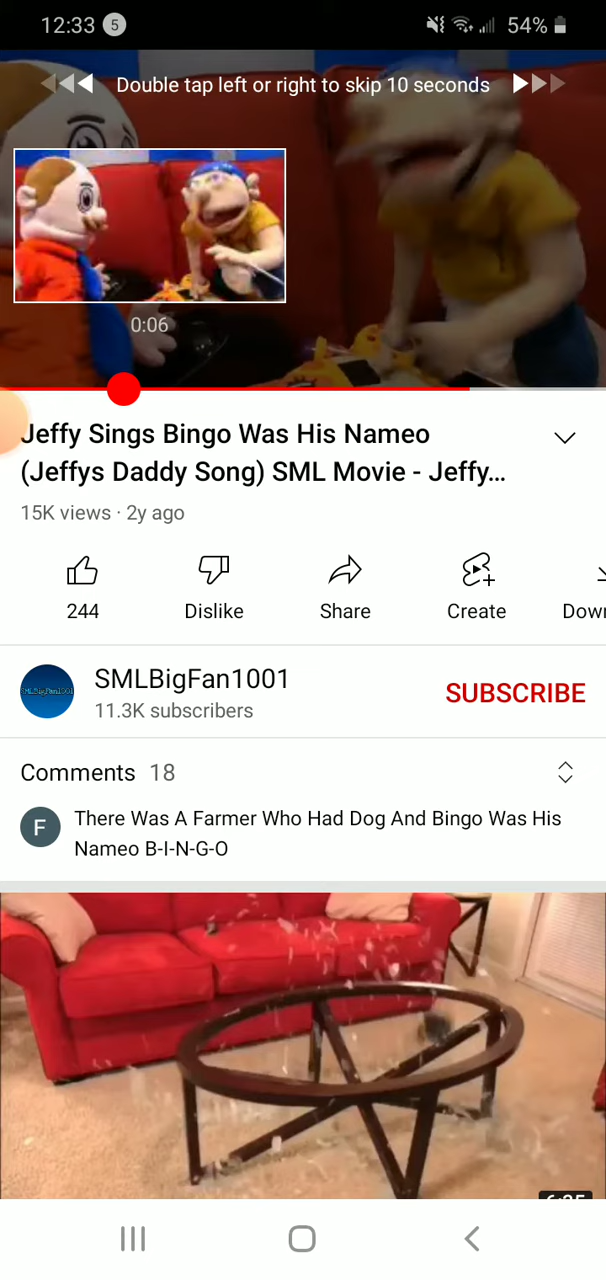 12:33 5 54%
Double tap left or right to skip 10 seconds
0:06
Jeffy Sings Bingo Was His Nameo
(Jeffys Daddy Song) SML Movie - Jeffy...
15K views · 2y ago
244 Dislike Share Create
SMLBigFan1001
SMLBigFan1001
11.3K subscribers
SUBSCRIBE
Comments 18
F
There Was A Farmer Who Had Dog And Bingo Was His
Nameo B-I-N-G-O